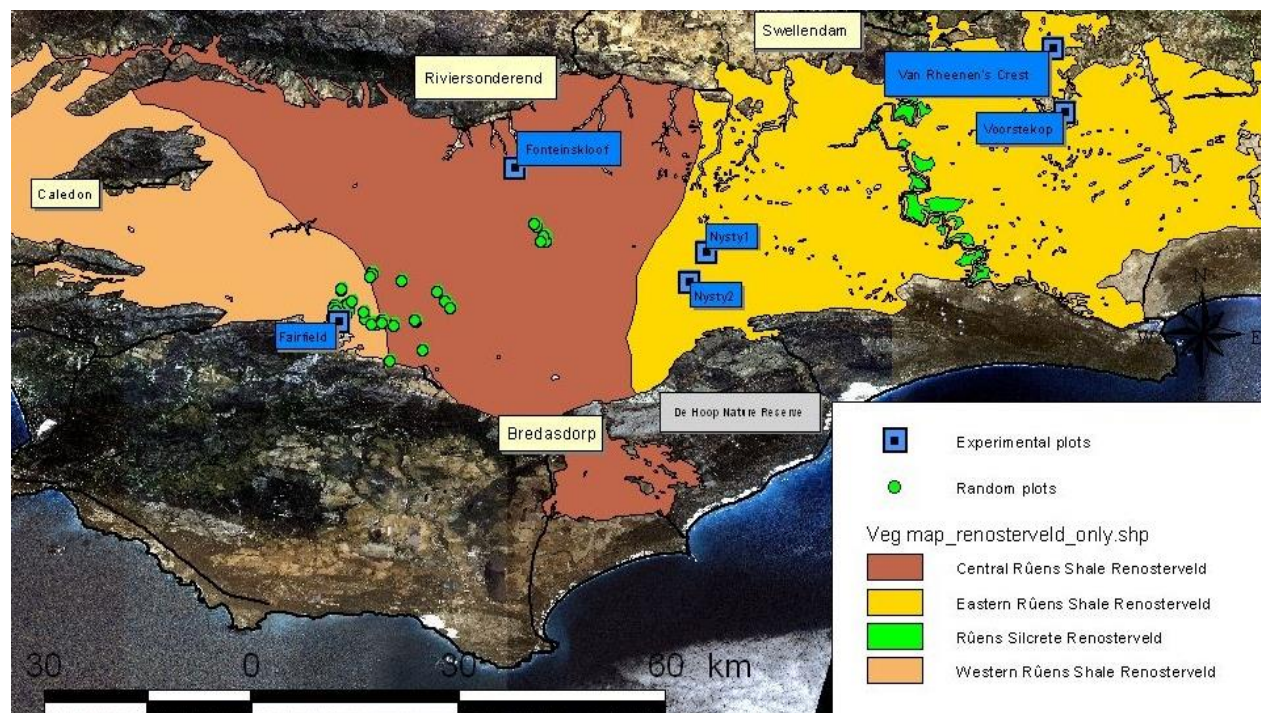 Swellendam
Riviersonderend
Van Rheenen's Crest
Voorstekop
Fonteinskloof
Caledon
Nysty1
Nysty2
Fairfield
N
W
E
De Hoop Nature Reserve
Bredasdorp
Experimental plots
Random plots
Veg map_renosterveld_only.shp
Central Rûens Shale Renosterveld
Eastern Rûens Shale Renosterveld
Rûens Silcrete Renosterveld
Western Rûens Shale Renosterveld
30 0 30 60 km